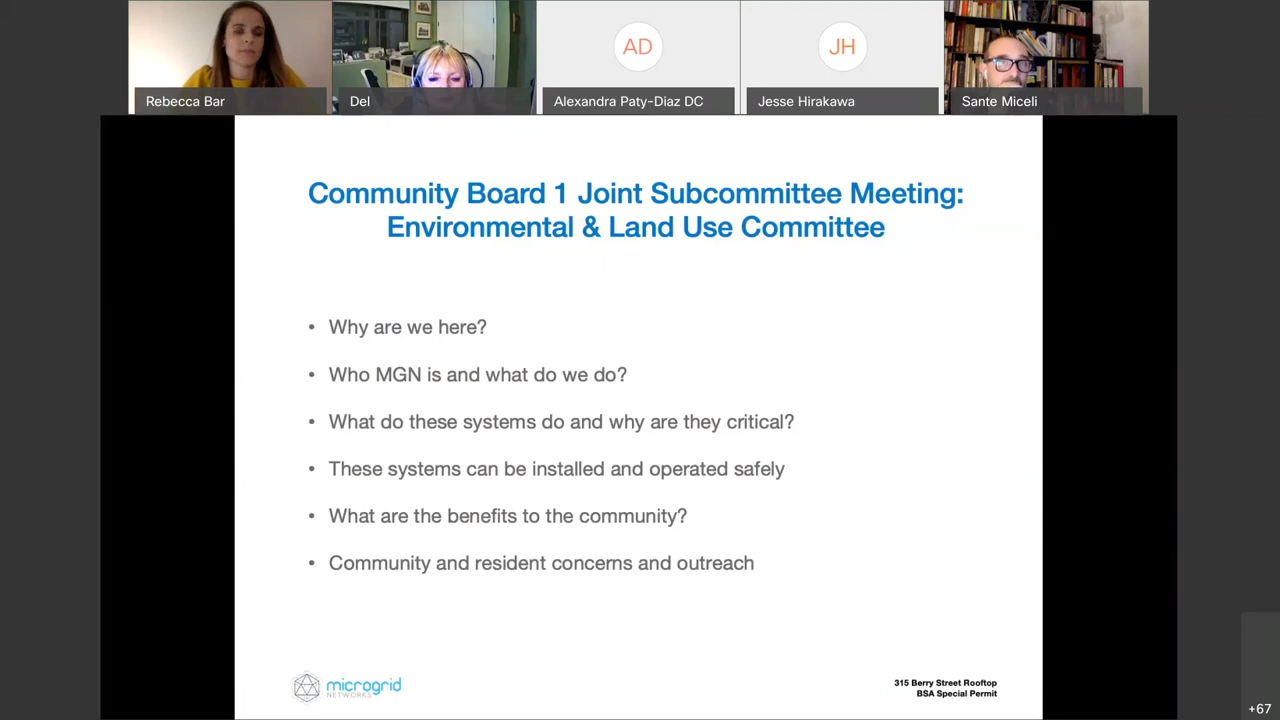 AD
JH
Rebecca Bar
Del
Alexandra Paty-Diaz DC
Jesse Hirakawa
Sante Miceli
Community Board 1 Joint Subcommittee Meeting:
Environmental & Land Use Committee
• Why are we here?
• Who MGN is and what do we do?
• What do these systems do and why are they critical?
• These systems can be installed and operated safely
• What are the benefits to the community?
• Community and resident concerns and outreach
microgrid
NETWORKS
315 Berry Street Rooftop
BSA Special Permit
+67